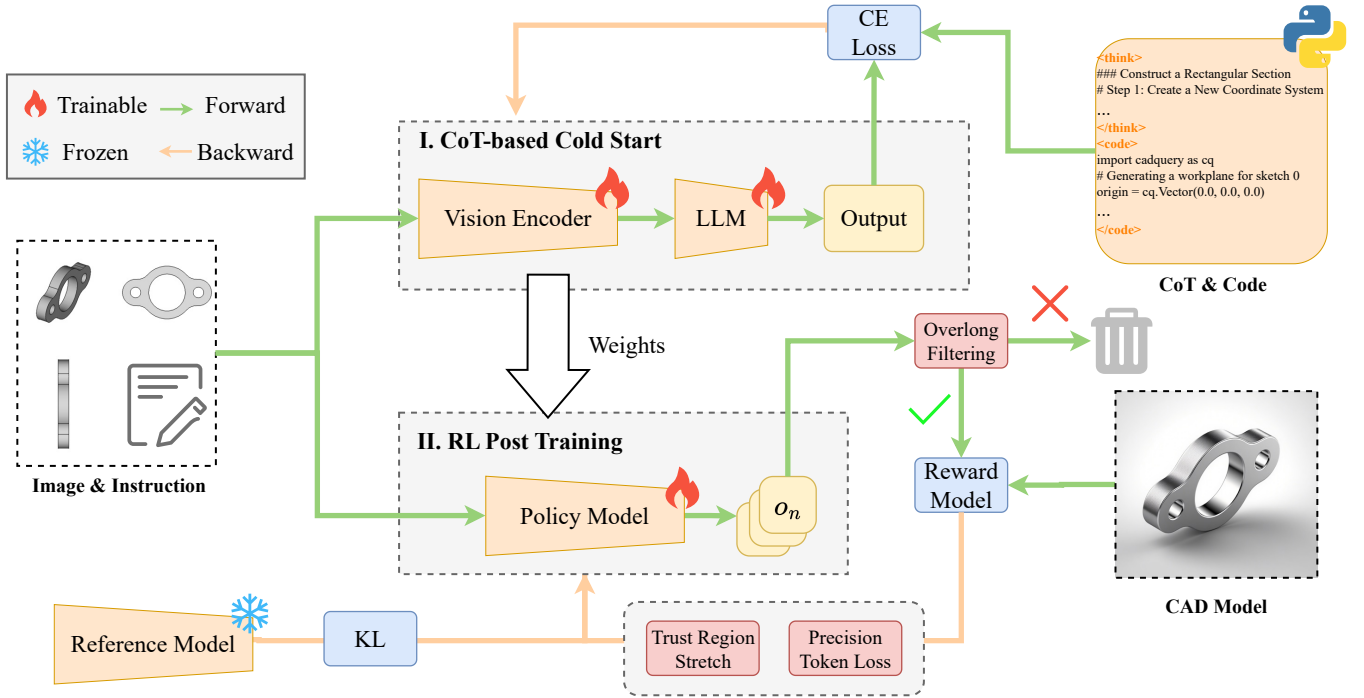 CE
Loss
Trainable
Forward
Frozen
Backward
<think>
### Construct a Rectangular Section
# Step 1: Create a New Coordinate System
...
</think>
<code>
import cadquery as cq
# Generating a workplane for sketch 0
origin = cq.Vector(0.0, 0.0, 0.0)
...
</code>
CoT & Code
I. CoT-based Cold Start
Vision Encoder
LLM
Output
Image & Instruction
Weights
Overlong
Filtering
II. RL Post Training
Policy Model
on
Reward
Model
CAD Model
Reference Model
KL
Trust Region
Stretch
Precision
Token Loss